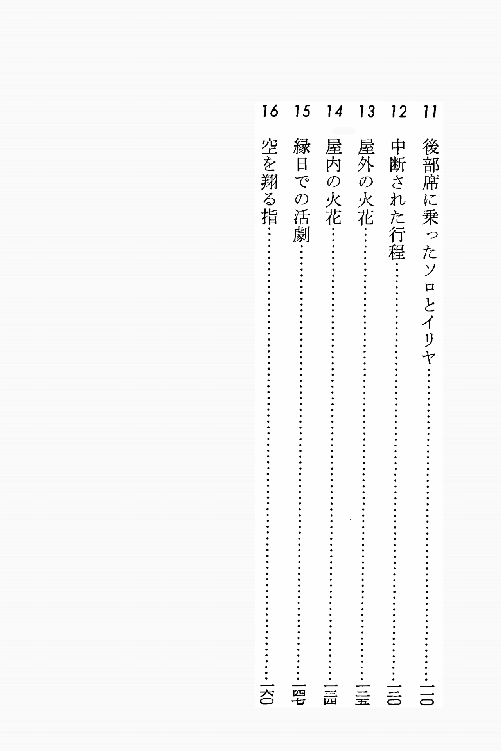 11 後部席に乗ったソロとイリヤ……一一〇
12 中断された行程……一二〇
13 屋外の火花……一二五
14 屋内の火花……一三四
15 縁日での活劇……一四七
16 空を翔る指……一六〇